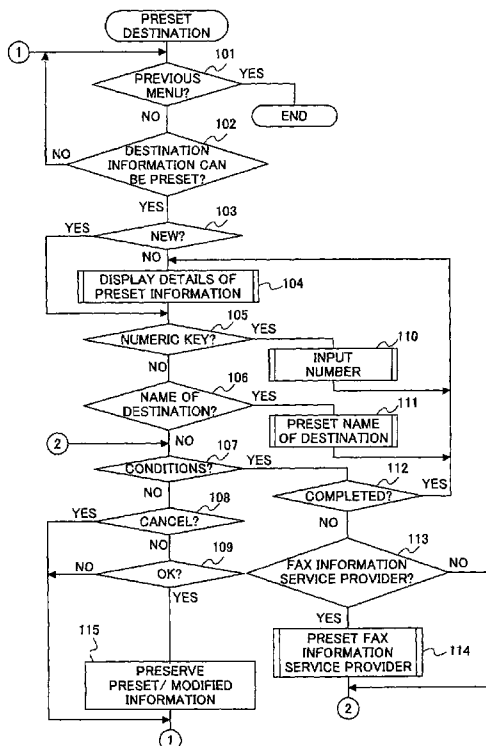 PRESET
DESTINATION
1
101
PREVIOUS
MENU?
YES
END
NO
102
DESTINATION
INFORMATION CAN
BE PRESET?
NO
YES
103
YES
NEW?
NO
DISPLAY DETAILS OF
PRESET INFORMATION
104
105
NUMERIC KEY?
YES
110
INPUT
NUMBER
NO
106
NAME OF
DESTINATION?
YES
111
PRESET NAME
OF DESTINATION
2
NO
107
CONDITIONS?
YES
112
COMPLETED?
YES
NO
108
YES
CANCEL?
NO
NO
109
113
NO
OK?
FAX INFORMATION
SERVICE PROVIDER?
NO
YES
YES
115
PRESERVE
PRESET/ MODIFIED
INFORMATION
PRESET FAX
INFORMATION
SERVICE PROVIDER
114
2
1